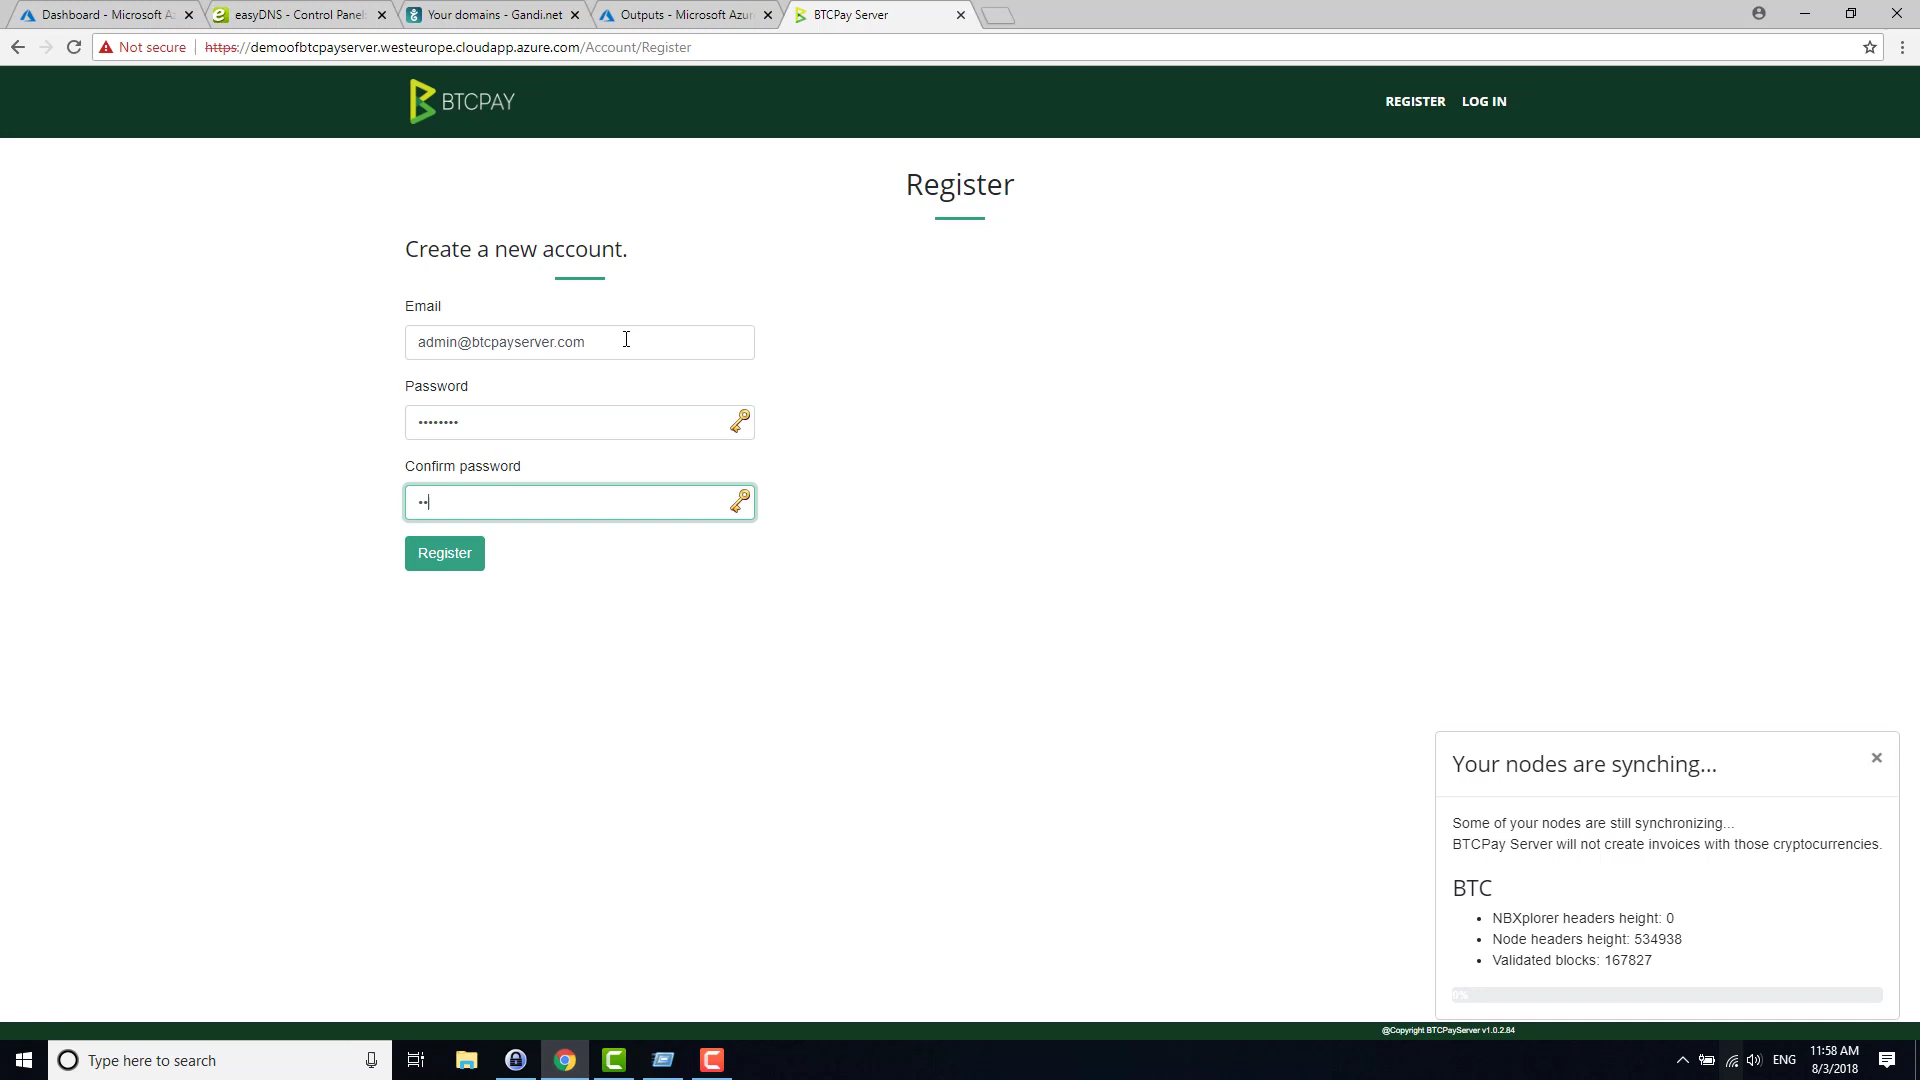 Dashboard - Microsoft A
easyDNS - Control Panel
Your domains - Gandi.net
Outputs - Microsoft Azur
BTCPay Server
Not secure
https://demoofbtcpayserver.westeurope.cloudapp.azure.com/Account/Register
BTCPAY
REGISTER
LOG IN
Register
Create a new account.
Email
admin@btcpayserver.com
Password
••••••••
Confirm password
••
Register
Your nodes are synching...
Some of your nodes are still synchronizing...
BTCPay Server will not create invoices with those cryptocurrencies.
BTC
• NBXplorer headers height: 0
• Node headers height: 534938
• Validated blocks: 167827
0%
@Copyright BTCPayServer v1.0.2.84
Type here to search
ENG
11:58 AM
8/3/2018